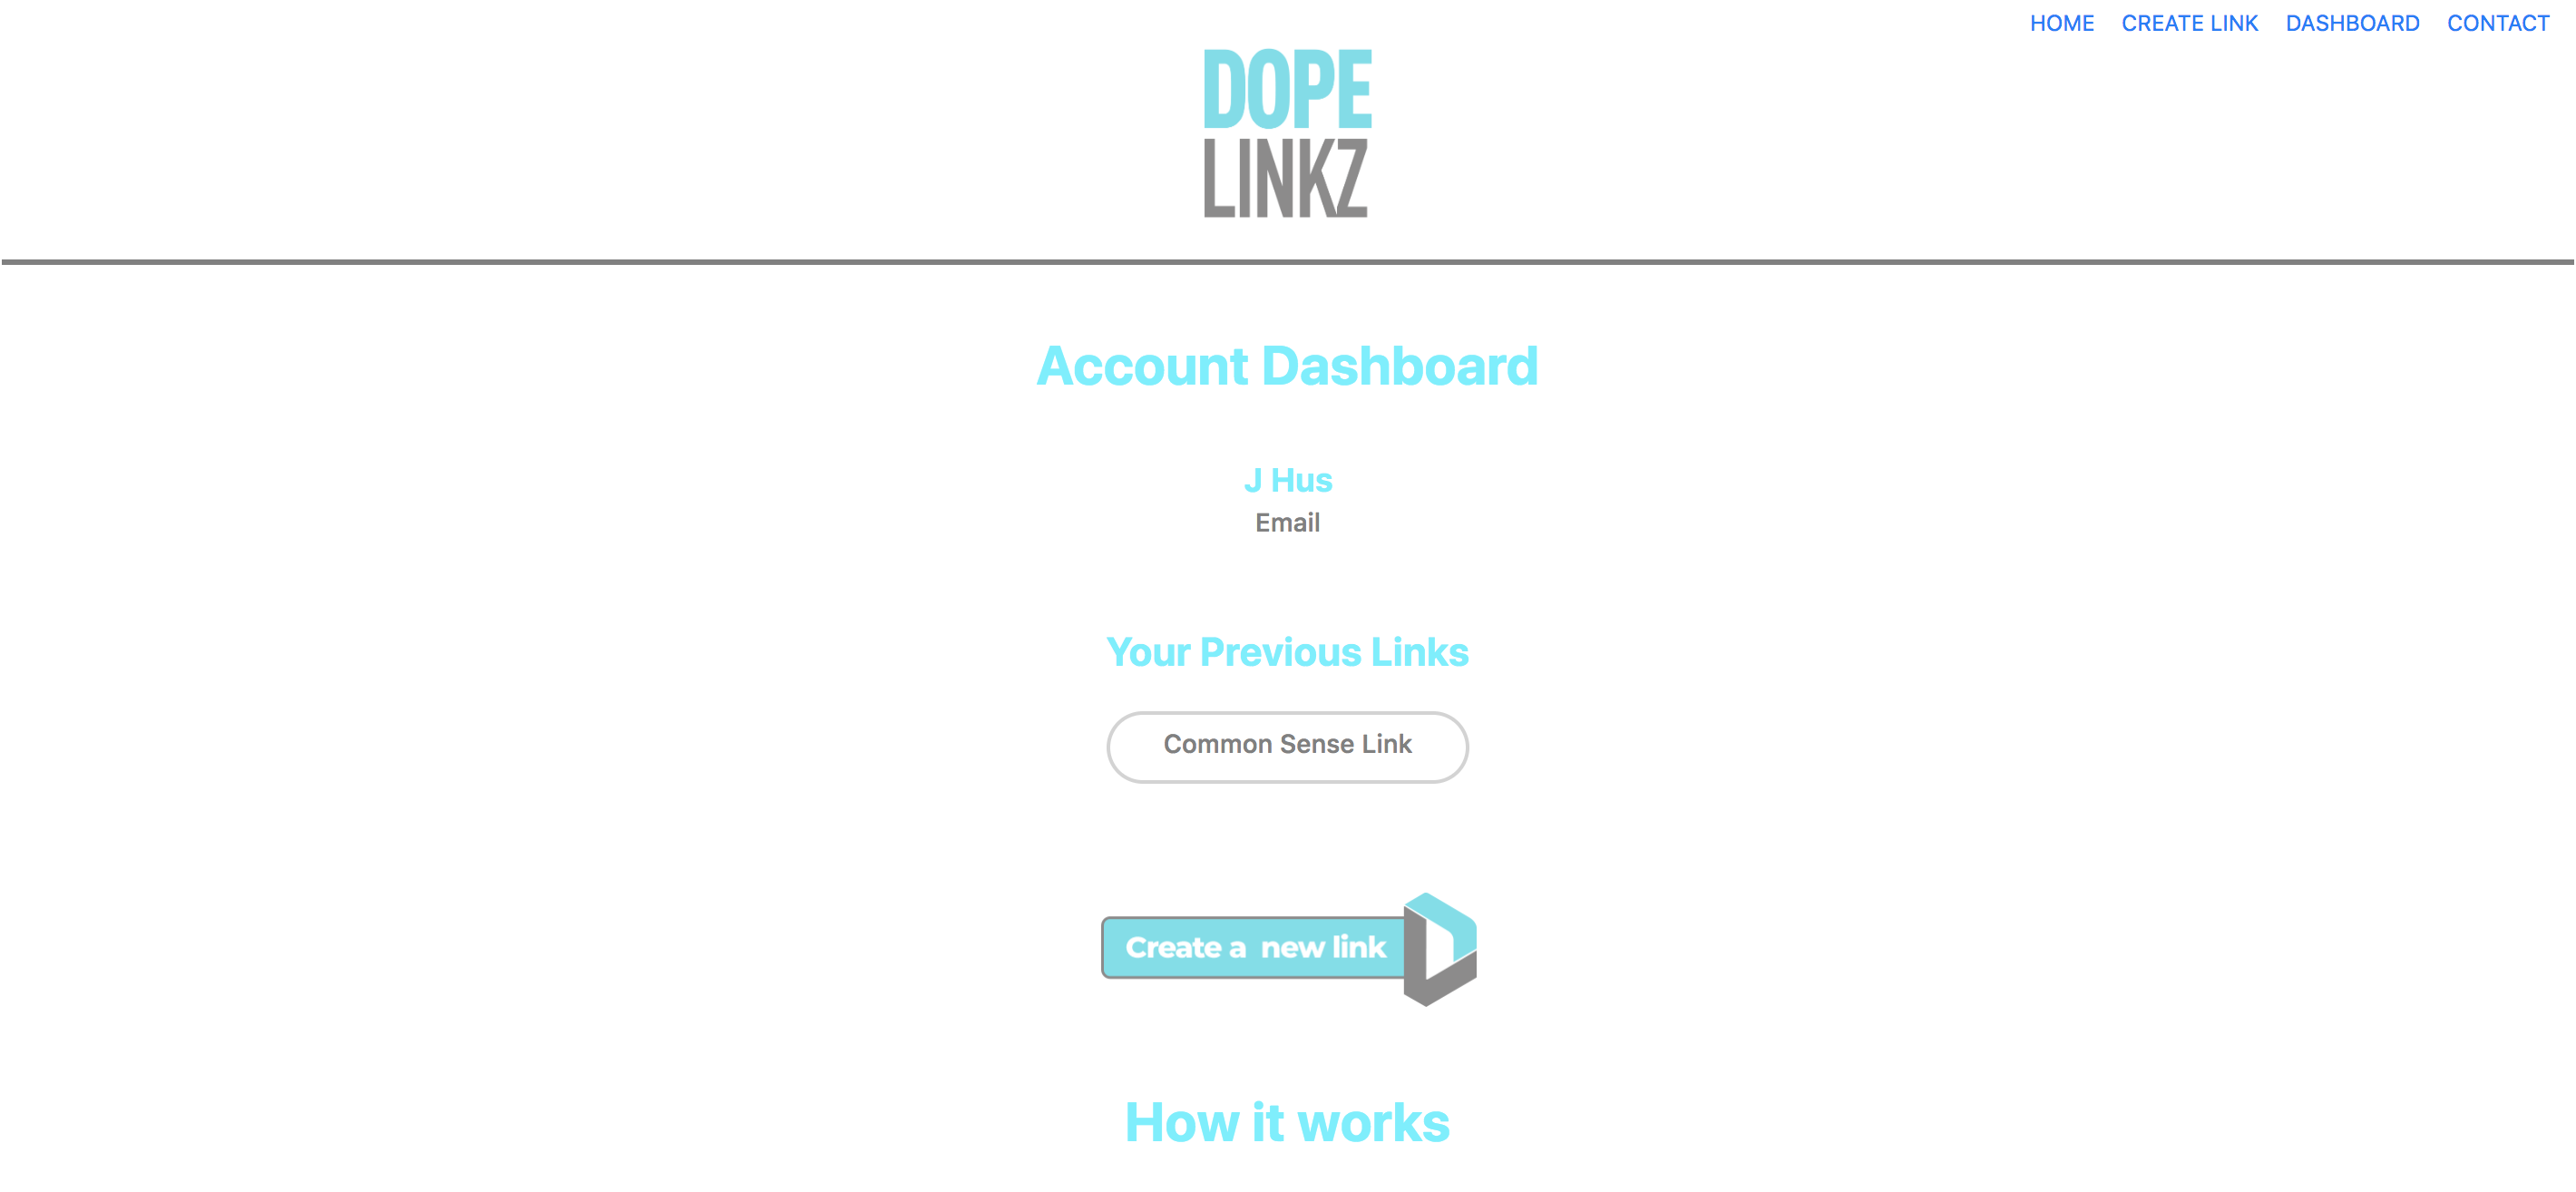 HOME CREATE LINK DASHBOARD CONTACT
DOPE
LINKZ
Account Dashboard
J Hus
Email
Your Previous Links
Common Sense Link
Create a new link
How it works